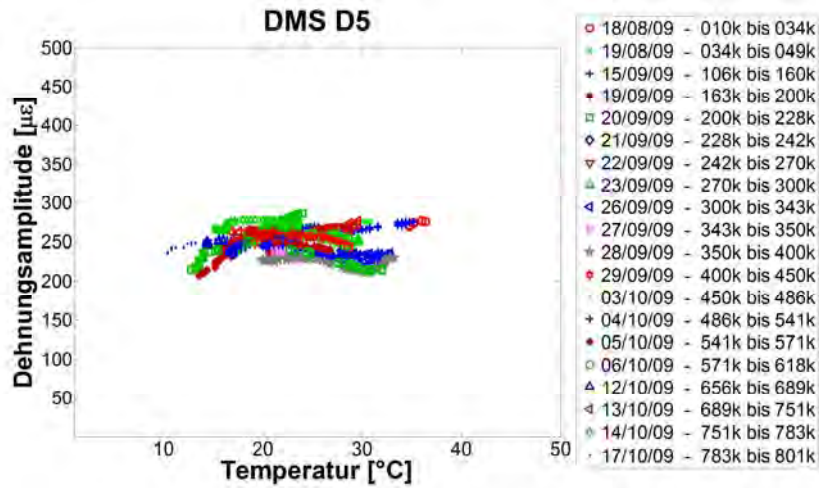 DMS D5
Dehnungsamplitude [με]
500
450
400
350
300
250
200
150
100
50
10
20
30
40
50
Temperatur [°C]
18/08/09 - 010k bis 034k
19/08/09 - 034k bis 049k
15/09/09 - 106k bis 160k
19/09/09 - 163k bis 200k
20/09/09 - 200k bis 228k
21/09/09 - 228k bis 242k
22/09/09 - 242k bis 270k
23/09/09 - 270k bis 300k
26/09/09 - 300k bis 343k
27/09/09 - 343k bis 350k
28/09/09 - 350k bis 400k
29/09/09 - 400k bis 450k
03/10/09 - 450k bis 486k
04/10/09 - 486k bis 541k
05/10/09 - 541k bis 571k
06/10/09 - 571k bis 618k
12/10/09 - 656k bis 689k
13/10/09 - 689k bis 751k
14/10/09 - 751k bis 783k
17/10/09 - 783k bis 801k